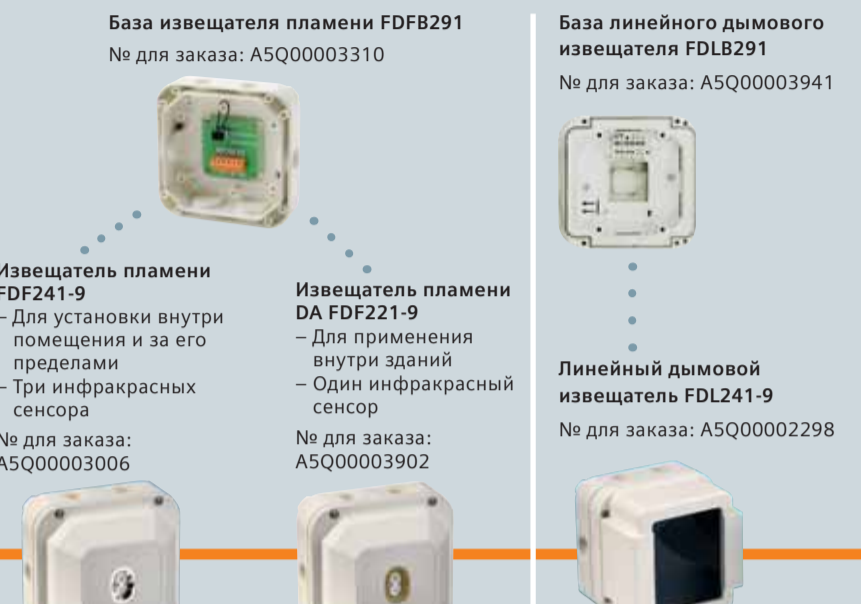 База извещателя пламени FDFB291
№ для заказа: A5Q00003310
Извещатель пламени
FDF241-9
– Для установки внутри
помещения и за его
пределами
– Три инфракрасных
сенсора
№ для заказа:
A5Q00003006
Извещатель пламени
DA FDF221-9
– Для применения
внутри зданий
– Один инфракрасный
сенсор
№ для заказа:
A5Q00003902
База линейного дымового
извещателя FDLB291
№ для заказа: A5Q00003941
Линейный дымовой
извещатель FDL241-9
№ для заказа: A5Q00002298